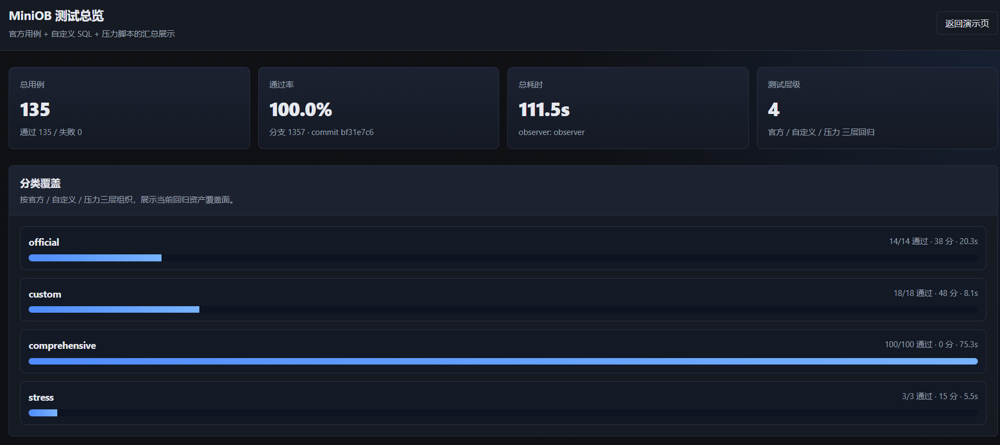 MiniOB 测试总览
官方用例 + 自定义 SQL + 压力脚本的汇总展示
返回演示页
总用例
135
通过 135 / 失败 0
通过率
100.0%
分支 1357 · commit bf31e7c6
总耗时
111.5s
observer: observer
测试层级
4
官方 / 自定义 / 压力 三层回归
分类覆盖
按官方 / 自定义 / 压力三层组织，展示当前回归资产覆盖面。
official
14/14 通过 · 38 分 · 20.3s
custom
18/18 通过 · 48 分 · 8.1s
comprehensive
100/100 通过 · 0 分 · 75.3s
stress
3/3 通过 · 15 分 · 5.5s